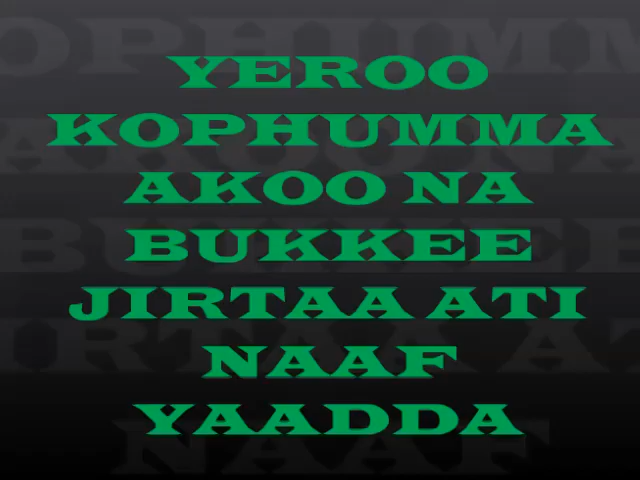 YEROO
KOPHUMMA
AKOO NA
BUKKEE
JIRTAA ATI
NAAF
YAADDA